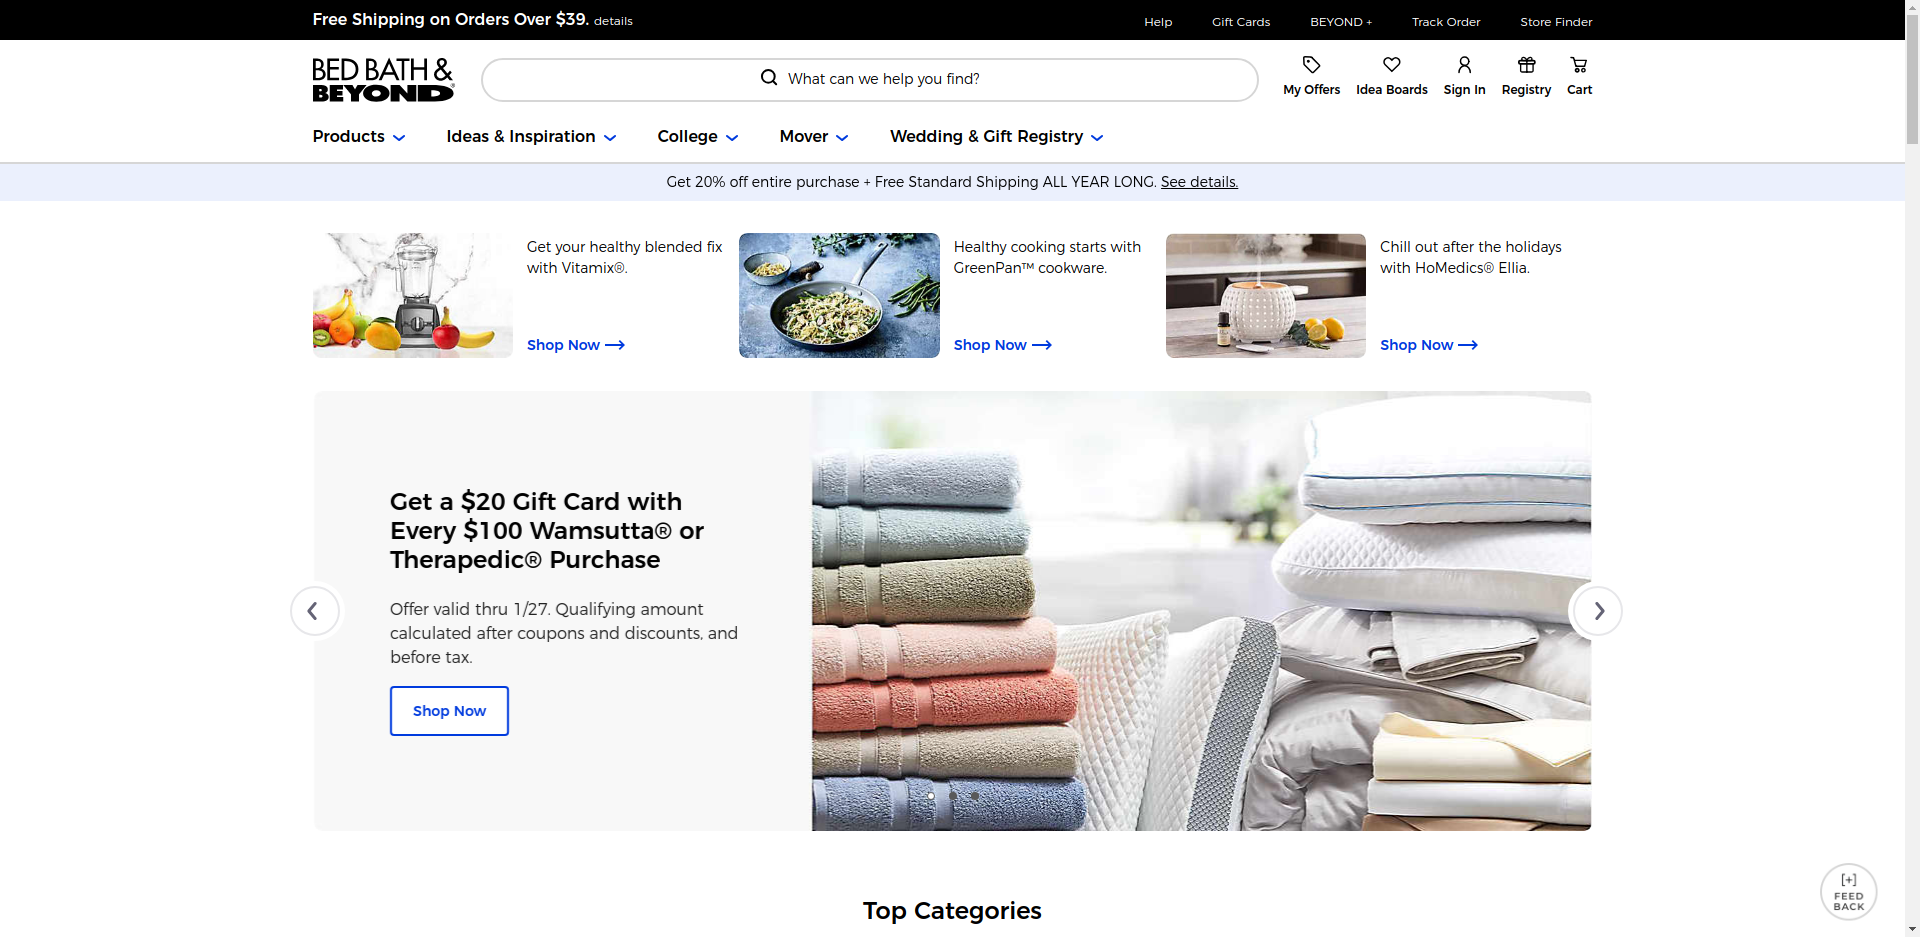 Free Shipping on Orders Over $39. details
Help
Gift Cards
BEYOND +
Track Order
Store Finder
BED BATH &
BEYOND®
What can we help you find?
My Offers
Idea Boards
Sign In
Registry
Cart
Products
Ideas & Inspiration
College
Mover
Wedding & Gift Registry
Get 20% off entire purchase + Free Standard Shipping ALL YEAR LONG. See details.
Get your healthy blended fix
with Vitamix®.
Shop Now
Healthy cooking starts with
GreenPan™ cookware.
Shop Now
Chill out after the holidays
with HoMedics® Ellia.
Shop Now
Get a $20 Gift Card with
Every $100 Wamsutta® or
Therapedic® Purchase
Offer valid thru 1/27. Qualifying amount
calculated after coupons and discounts, and
before tax.
Shop Now
[+]
FEED
BACK
Top Categories